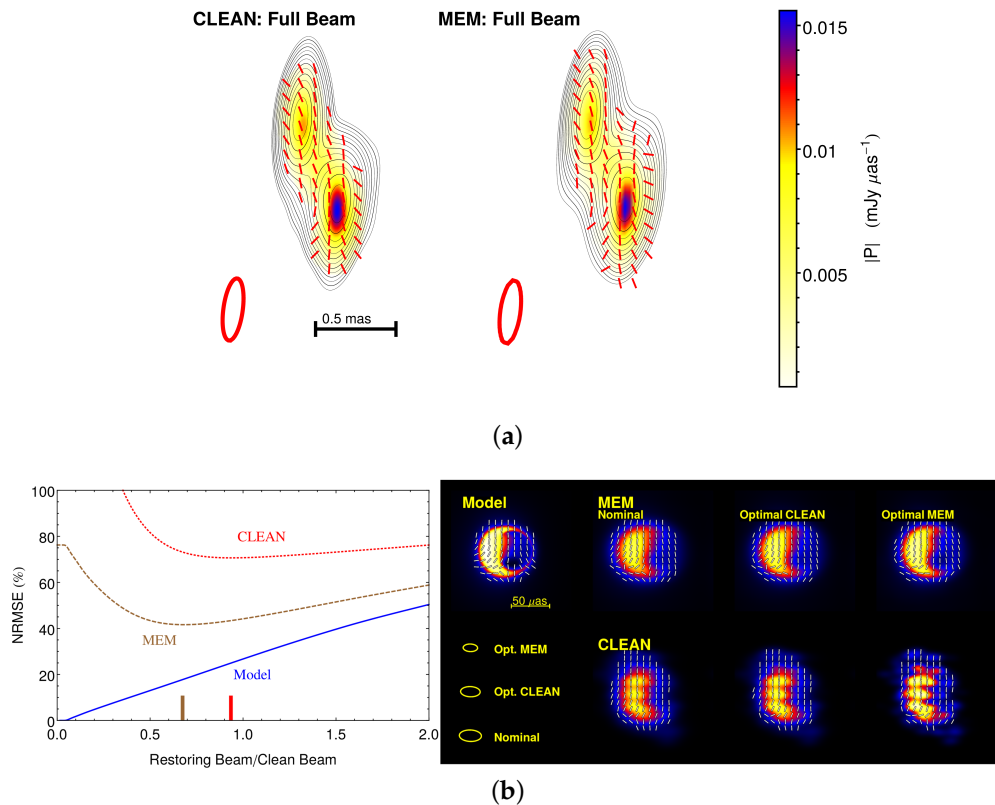 CLEAN: Full Beam
MEM: Full Beam
0.5 mas
0.015
0.01
0.005
|P| (mJy μas⁻¹)
(a)
100
80
60
40
20
0
0.0
0.5
1.0
1.5
2.0
NRMSE (%)
Restoring Beam/Clean Beam
CLEAN
MEM
Model
Model
MEM
Nominal
Optimal CLEAN
Optimal MEM
50 μas
CLEAN
Opt. MEM
Opt. CLEAN
Nominal
(b)